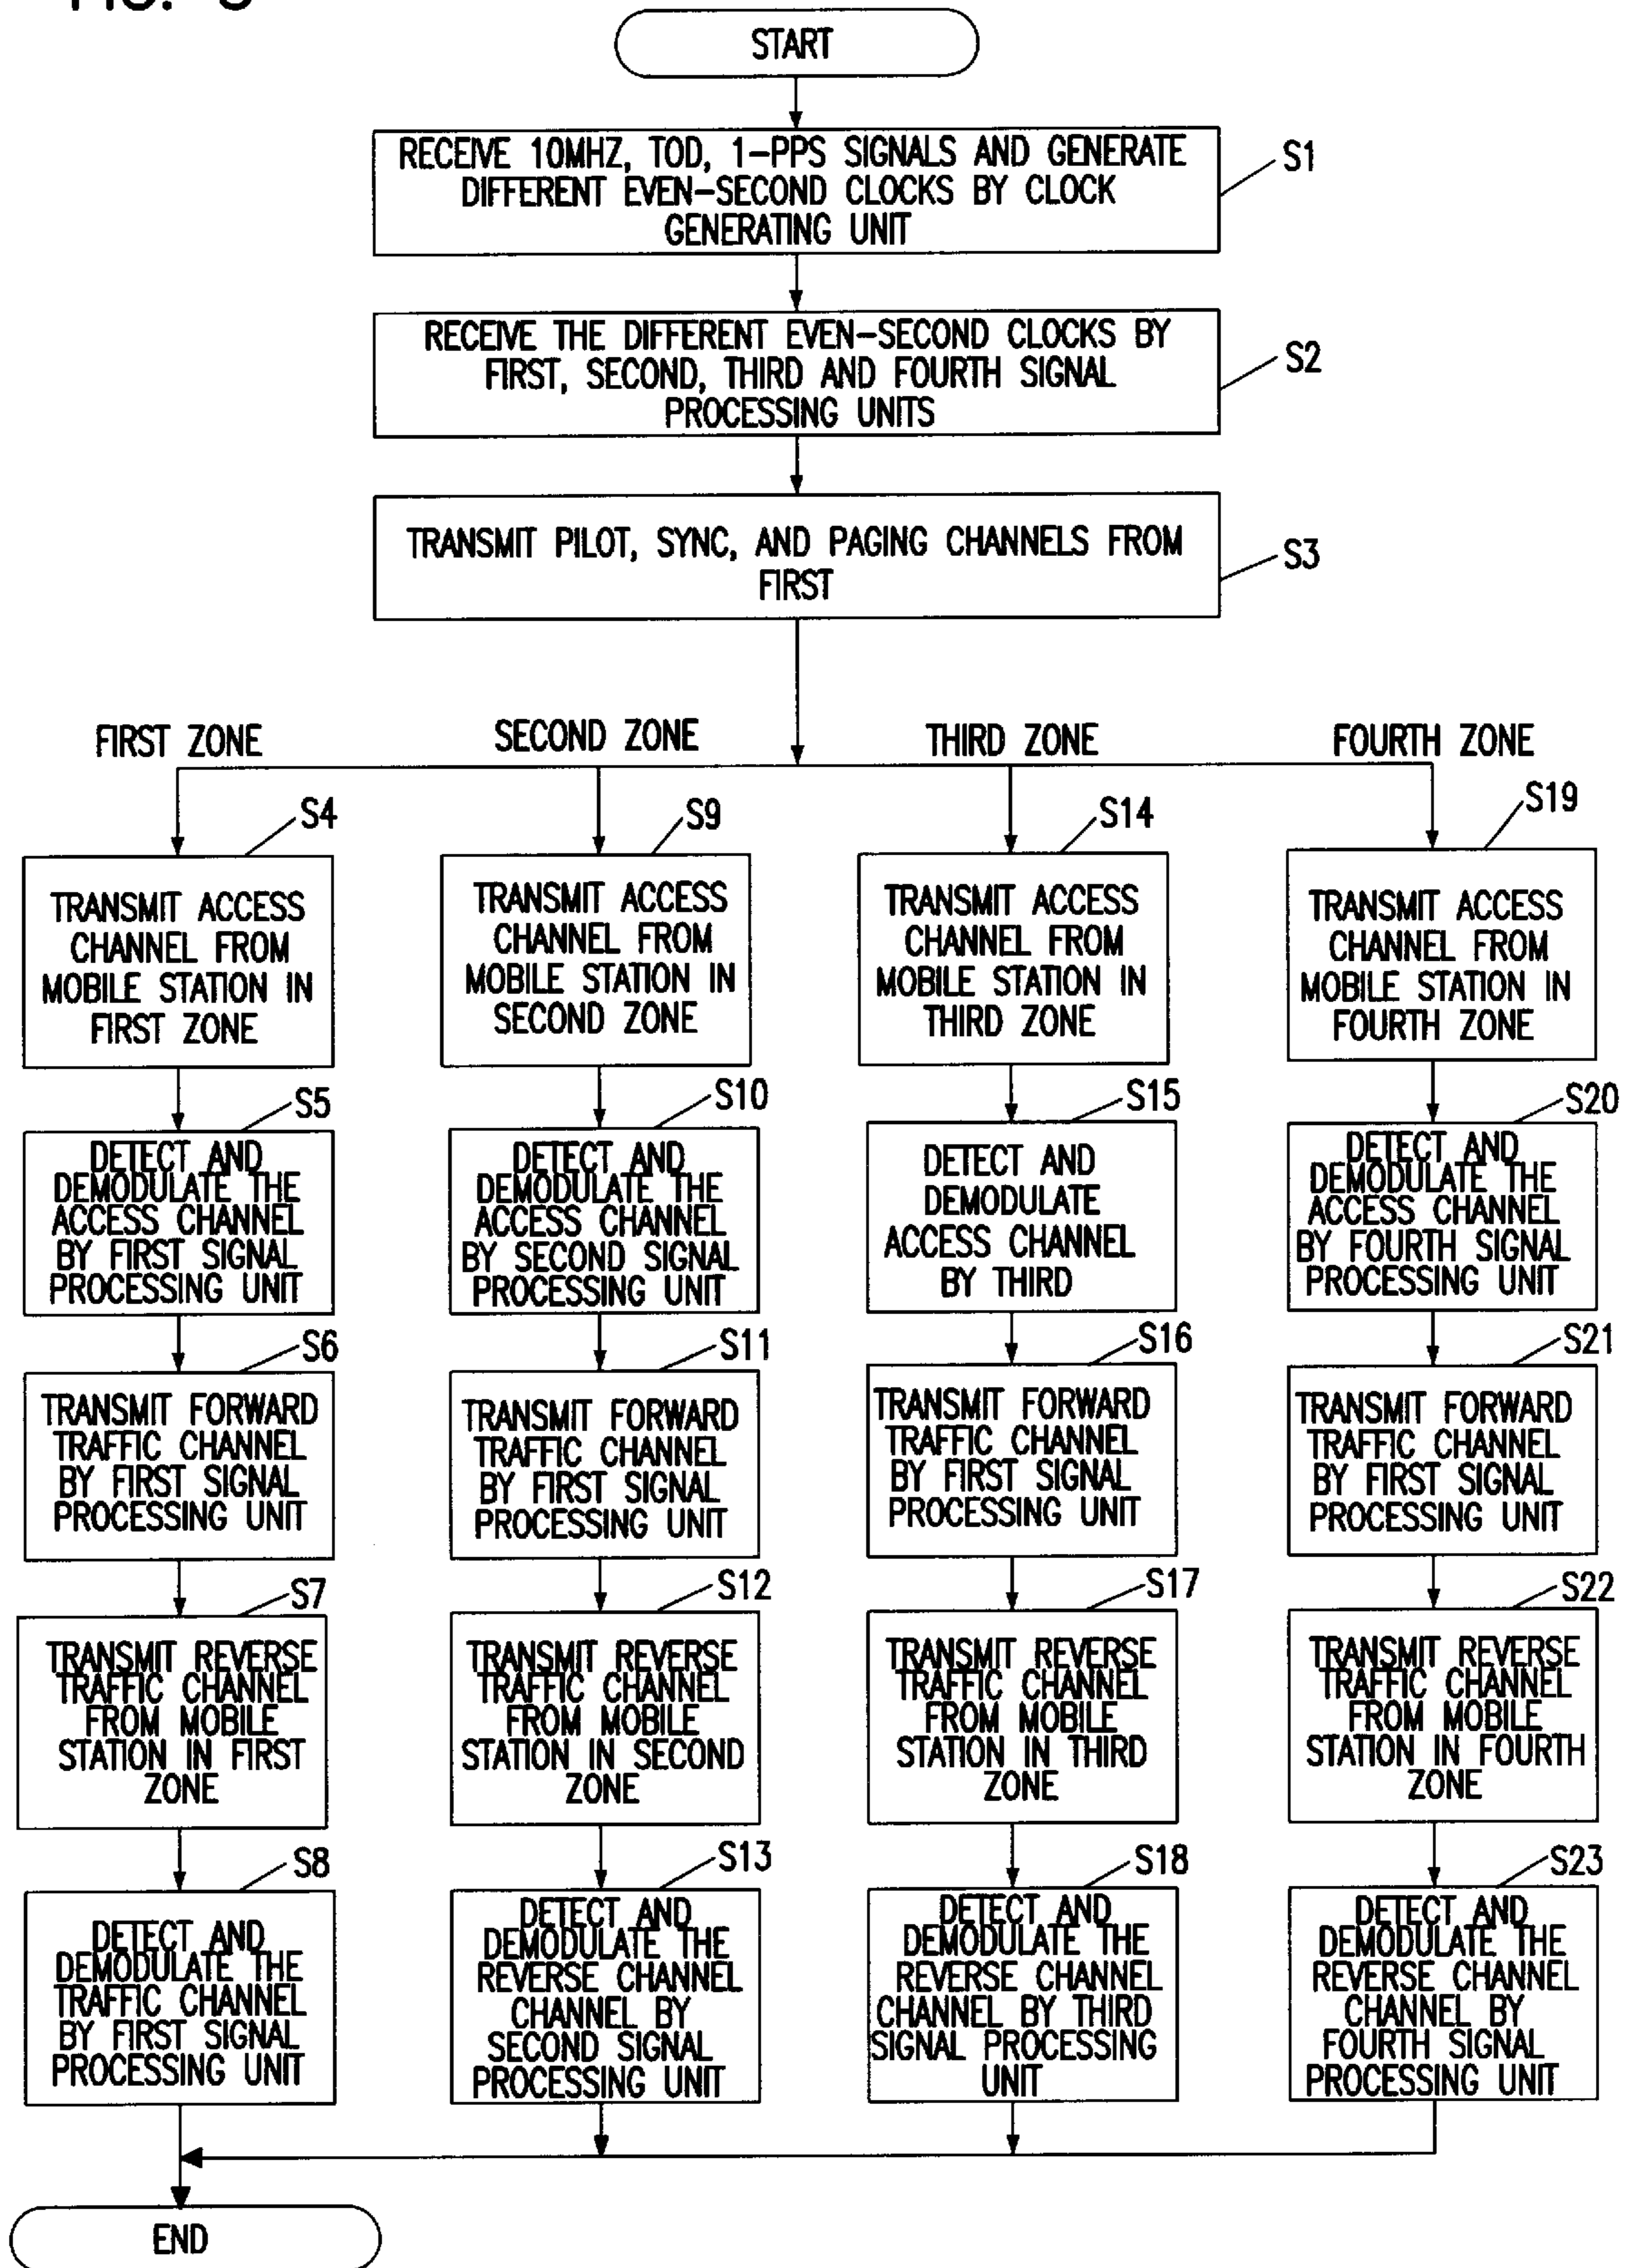 START
RECEIVE 10MHZ, TOD, 1-PPS SIGNALS AND GENERATE
DIFFERENT EVEN-SECOND CLOCKS BY CLOCK
GENERATING UNIT
S1
RECEIVE THE DIFFERENT EVEN-SECOND CLOCKS BY
FIRST, SECOND, THIRD AND FOURTH SIGNAL
PROCESSING UNITS
S2
TRANSMIT PILOT, SYNC, AND PAGING CHANNELS FROM
FIRST
S3
FIRST ZONE
S4
TRANSMIT ACCESS
CHANNEL FROM
MOBILE STATION IN
FIRST ZONE
S5
DETECT AND
DEMODULATE THE
ACCESS CHANNEL
BY FIRST SIGNAL
PROCESSING UNIT
S6
TRANSMIT FORWARD
TRAFFIC CHANNEL
BY FIRST SIGNAL
PROCESSING UNIT
S7
TRANSMIT REVERSE
TRAFFIC CHANNEL
FROM MOBILE
STATION IN FIRST
ZONE
S8
DETECT AND
DEMODULATE THE
TRAFFIC CHANNEL
BY FIRST SIGNAL
PROCESSING UNIT
SECOND ZONE
S9
TRANSMIT ACCESS
CHANNEL FROM
MOBILE STATION IN
SECOND ZONE
S10
DETECT AND
DEMODULATE THE
ACCESS CHANNEL
BY SECOND SIGNAL
PROCESSING UNIT
S11
TRANSMIT FORWARD
TRAFFIC CHANNEL
BY FIRST SIGNAL
PROCESSING UNIT
S12
TRANSMIT REVERSE
TRAFFIC CHANNEL
FROM MOBILE
STATION IN SECOND
ZONE
S13
DETECT AND
DEMODULATE THE
REVERSE CHANNEL
CHANNEL BY
SECOND SIGNAL
PROCESSING UNIT
THIRD ZONE
S14
TRANSMIT ACCESS
CHANNEL FROM
MOBILE STATION IN
THIRD ZONE
S15
DETECT AND
DEMODULATE
ACCESS CHANNEL
BY THIRD
S16
TRANSMIT FORWARD
TRAFFIC CHANNEL
BY FIRST SIGNAL
PROCESSING UNIT
S17
TRANSMIT REVERSE
TRAFFIC CHANNEL
FROM MOBILE
STATION IN THIRD
ZONE
S18
DETECT AND
DEMODULATE THE
REVERSE CHANNEL
CHANNEL BY THIRD
SIGNAL PROCESSING
UNIT
FOURTH ZONE
S19
TRANSMIT ACCESS
CHANNEL FROM
MOBILE STATION IN
FOURTH ZONE
S20
DETECT AND
DEMODULATE THE
ACCESS CHANNEL
BY FOURTH SIGNAL
PROCESSING UNIT
S21
TRANSMIT FORWARD
TRAFFIC CHANNEL
BY FIRST SIGNAL
PROCESSING UNIT
S22
TRANSMIT REVERSE
TRAFFIC CHANNEL
FROM MOBILE
STATION IN FOURTH
ZONE
S23
DETECT AND
DEMODULATE THE
REVERSE CHANNEL
CHANNEL BY
FOURTH SIGNAL
PROCESSING UNIT
END